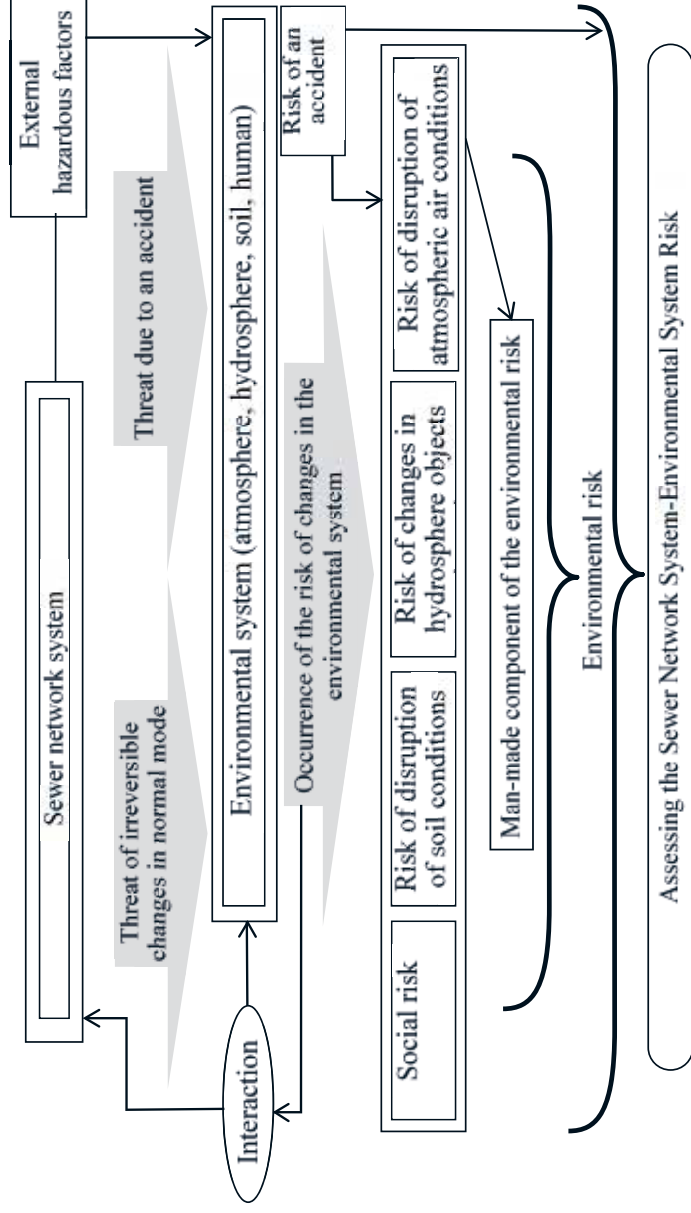 Sewer network system
External
hazardous factors
Threat of irreversible
changes in normal mode
Threat due to an accident
Interaction
Environmental system (atmosphere, hydrosphere, soil, human)
Occurrence of the risk of changes in the
environmental system
Risk of an
accident
Social risk
Risk of disruption
of soil conditions
Risk of changes in
hydrosphere objects
Risk of disruption of
atmospheric air conditions
Man-made component of the environmental risk
Environmental risk
Assessing the Sewer Network System-Environmental System Risk